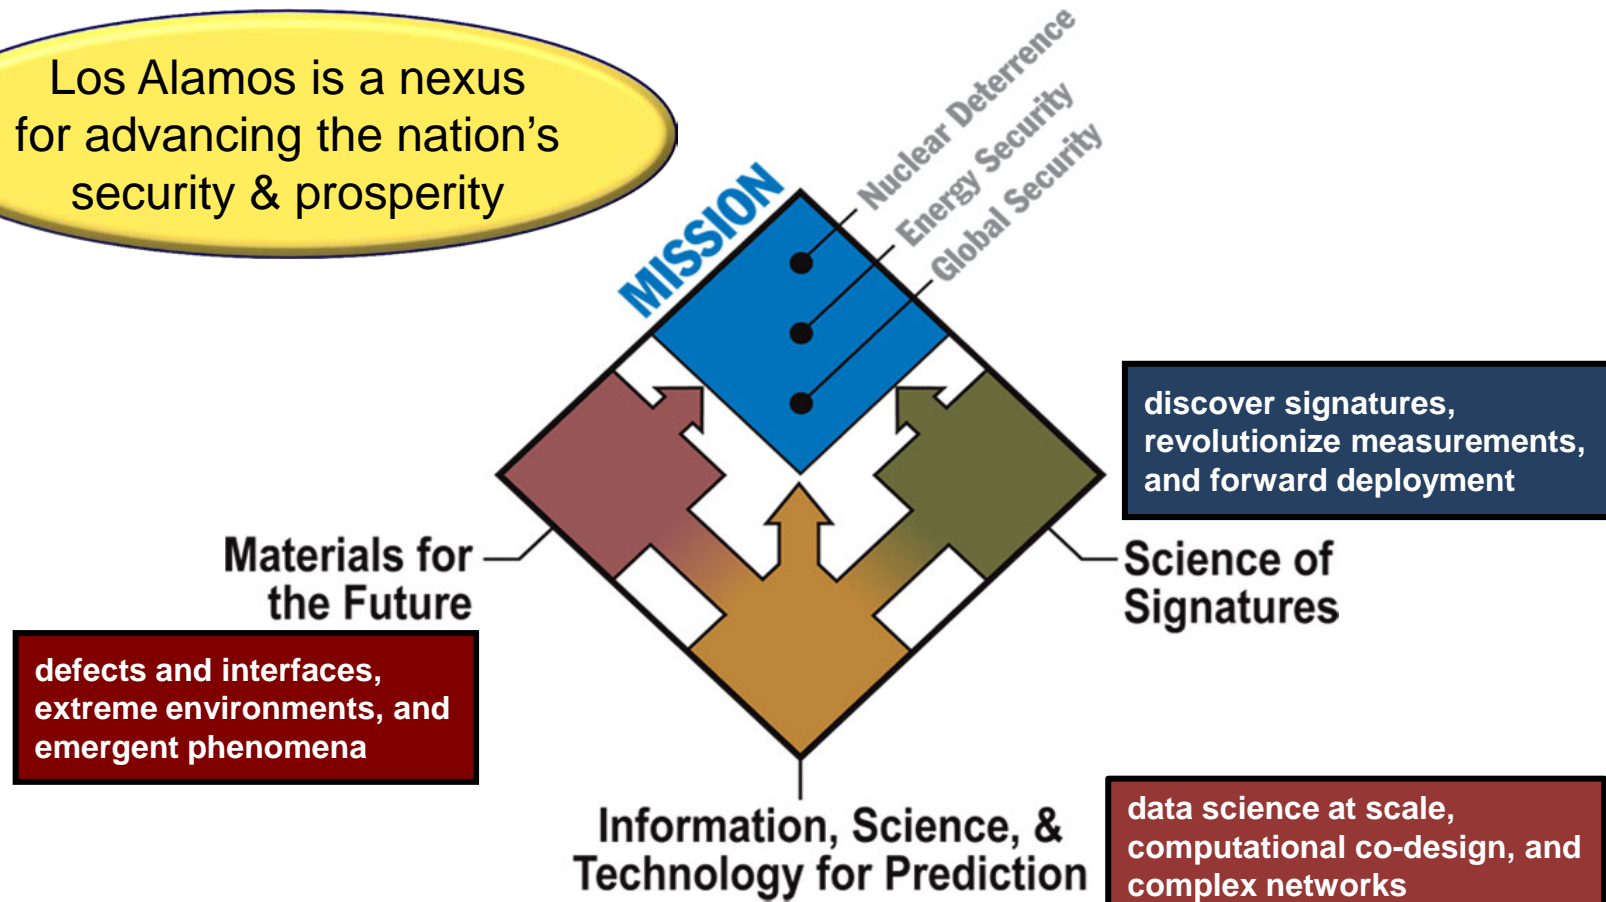 Los Alamos is a nexus
for advancing the nation's
security & prosperity
MISSION
Nuclear Deterrence
Energy Security
Global Security
discover signatures,
revolutionize measurements,
and forward deployment
Materials for
the Future
Science of
Signatures
defects and interfaces,
extreme environments, and
emergent phenomena
Information, Science, &
Technology for Prediction
data science at scale,
computational co-design, and
complex networks